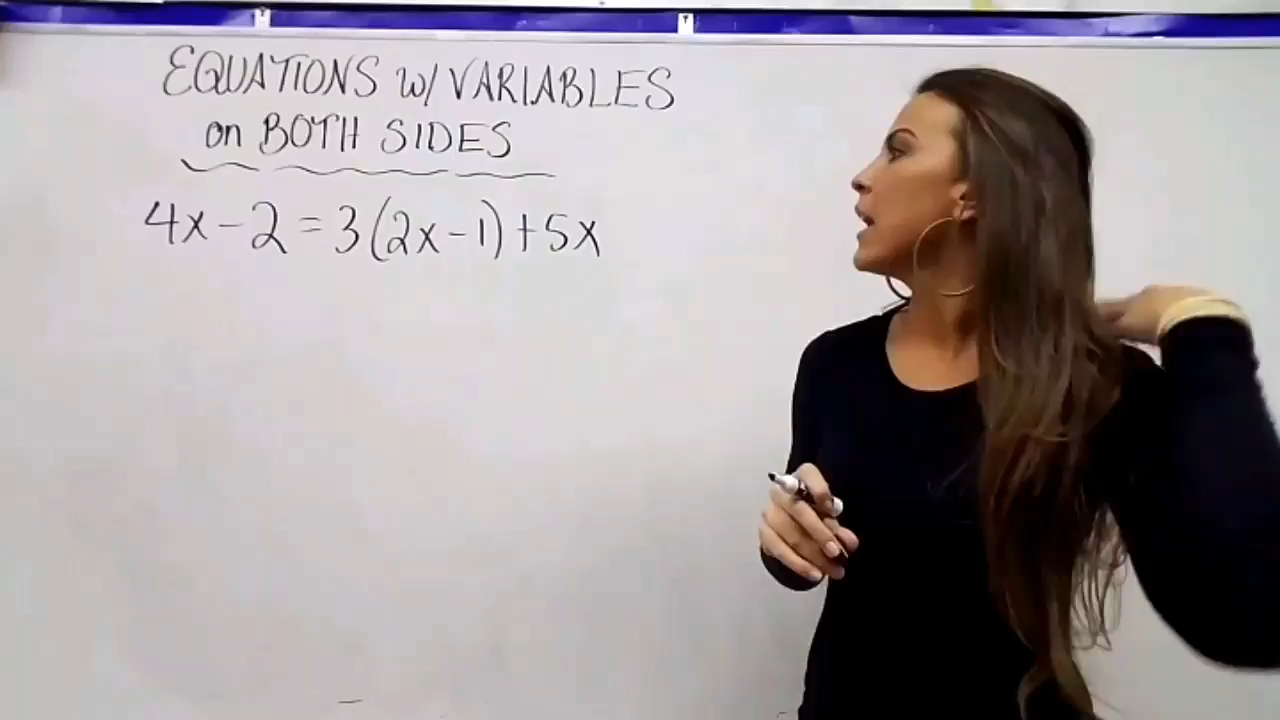 EQUATIONS w/ VARIABLES
on BOTH SIDES
4x - 2 = 3(2x - 1) + 5x